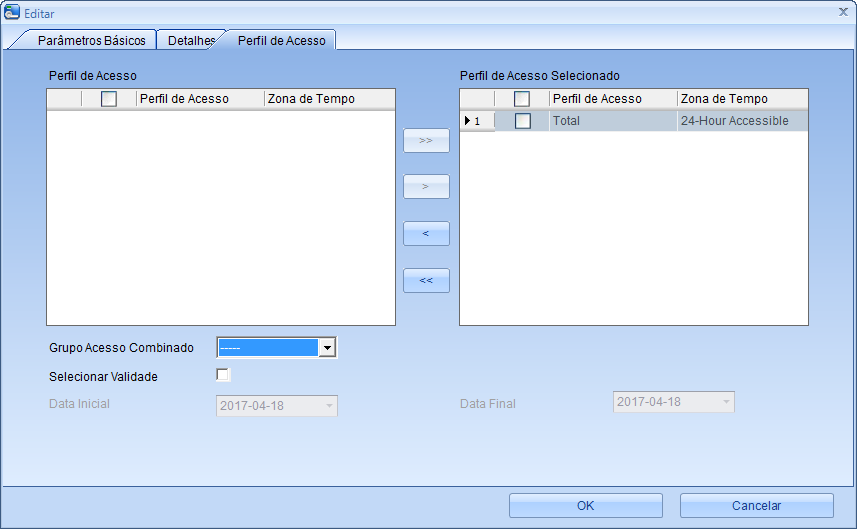 Editar
Parâmetros Básicos Detalhes Perfil de Acesso
Perfil de Acesso Perfil de Acesso Selecionado
Perfil de Acesso Zona de Tempo Perfil de Acesso Zona de Tempo
1 Total 24-Hour Accessible
>>
>
<
<<
Grupo Acesso Combinado -----
Selecionar Validade
Data Inicial 2017-04-18 Data Final 2017-04-18
OK Cancelar